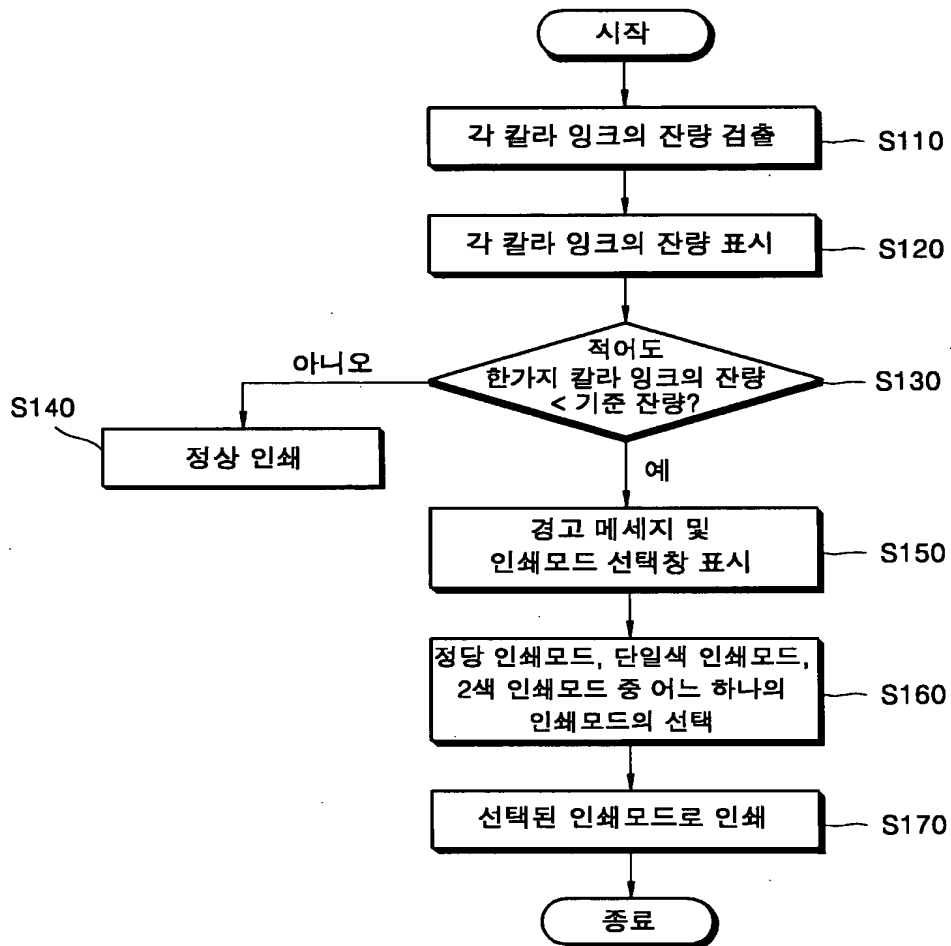 시작
각 칼라 잉크의 잔량 검출
S110
각 칼라 잉크의 잔량 표시
S120
적어도
한가지 칼라 잉크의 잔량
< 기준 잔량?
S130
아니오
S140
정상 인쇄
예
경고 메세지 및
인쇄모드 선택창 표시
S150
정당 인쇄모드, 단일색 인쇄모드,
2색 인쇄모드 중 어느 하나의
인쇄모드의 선택
S160
선택된 인쇄모드로 인쇄
S170
종료